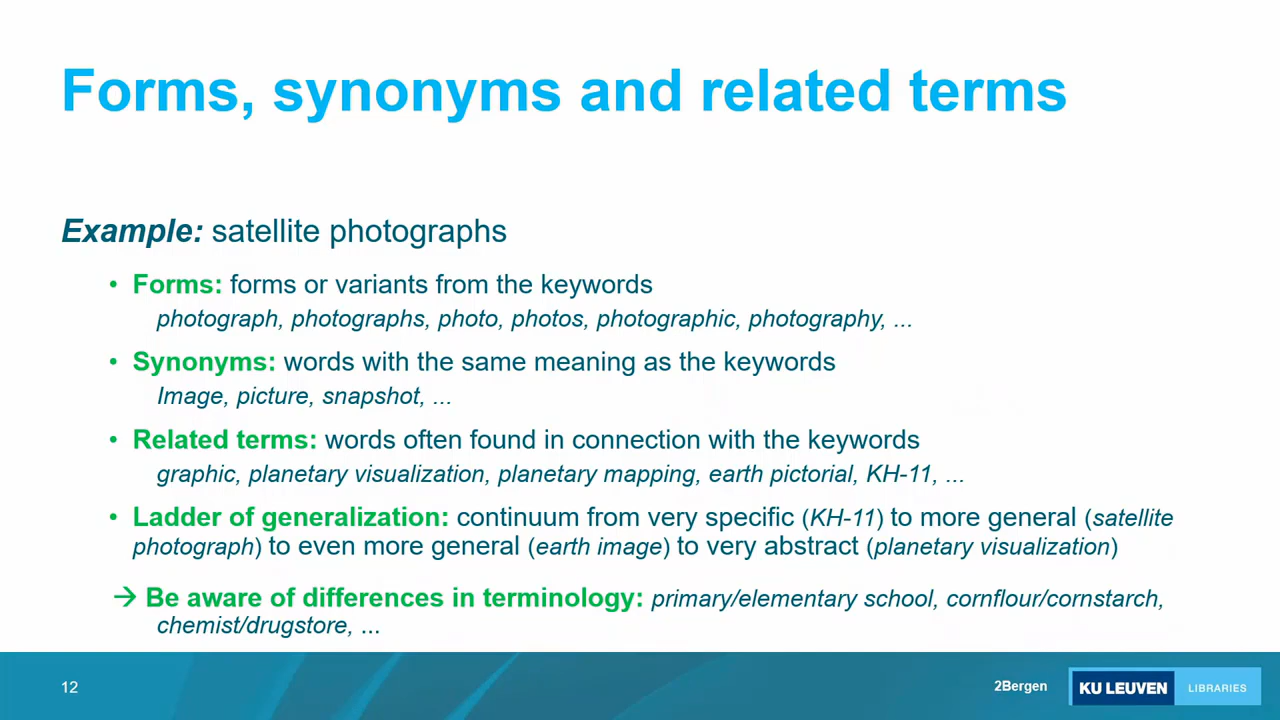 Forms, synonyms and related terms
Example: satellite photographs
• Forms: forms or variants from the keywords
photograph, photographs, photo, photos, photographic, photography, ...
• Synonyms: words with the same meaning as the keywords
Image, picture, snapshot, ...
• Related terms: words often found in connection with the keywords
graphic, planetary visualization, planetary mapping, earth pictorial, KH-11, ...
• Ladder of generalization: continuum from very specific (KH-11) to more general (satellite
photograph) to even more general (earth image) to very abstract (planetary visualization)
→ Be aware of differences in terminology: primary/elementary school, cornflour/cornstarch,
chemist/drugstore, ...
12
2Bergen
KU LEUVEN LIBRARIES